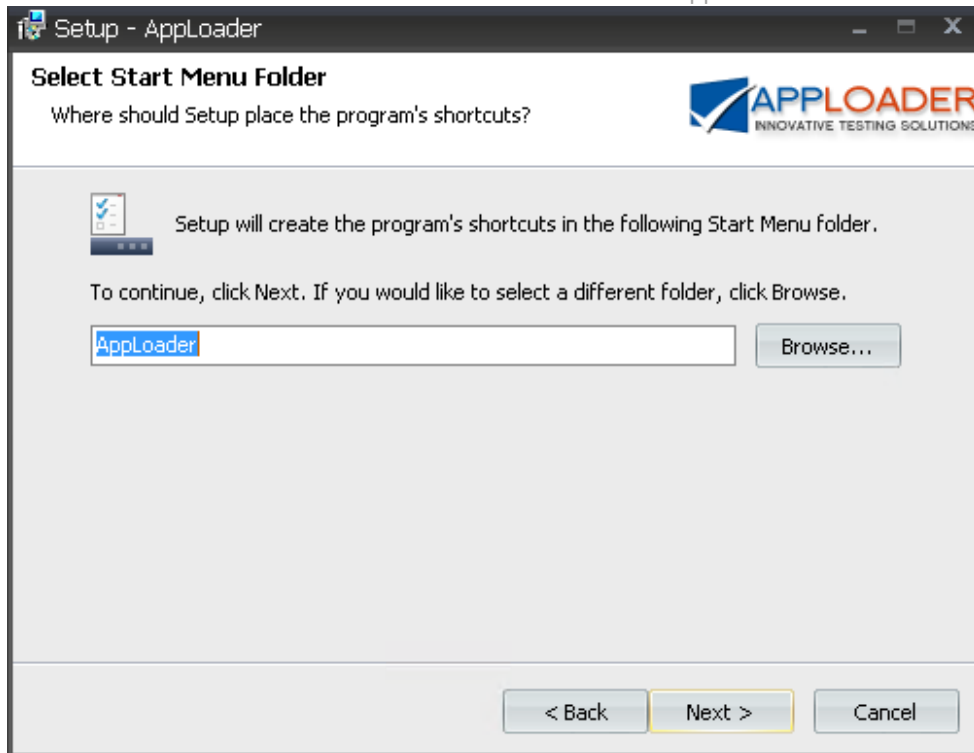 Setup - AppLoader
Select Start Menu Folder
Where should Setup place the program's shortcuts?
APPLOADER
INNOVATIVE TESTING SOLUTIONS
Setup will create the program's shortcuts in the following Start Menu folder.
To continue, click Next. If you would like to select a different folder, click Browse.
AppLoader
Browse...
< Back
Next >
Cancel